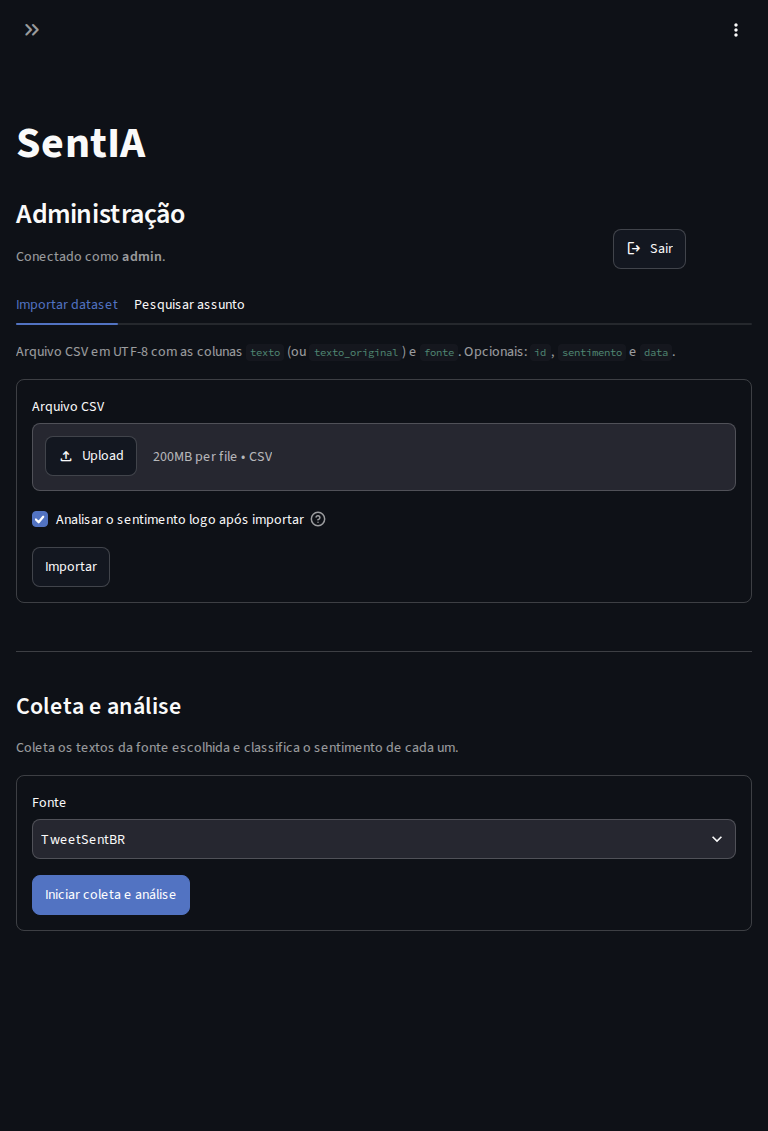 SentIA
Administração
Conectado como admin.
Sair
Importar dataset
Pesquisar assunto
Arquivo CSV em UTF-8 com as colunas texto (ou texto_original) e fonte. Opcionais: id, sentimento e data.
Arquivo CSV
Upload
200MB per file • CSV
Analisar o sentimento logo após importar
Importar
Coleta e análise
Coleta os textos da fonte escolhida e classifica o sentimento de cada um.
Fonte
TweetSentBR
Iniciar coleta e análise